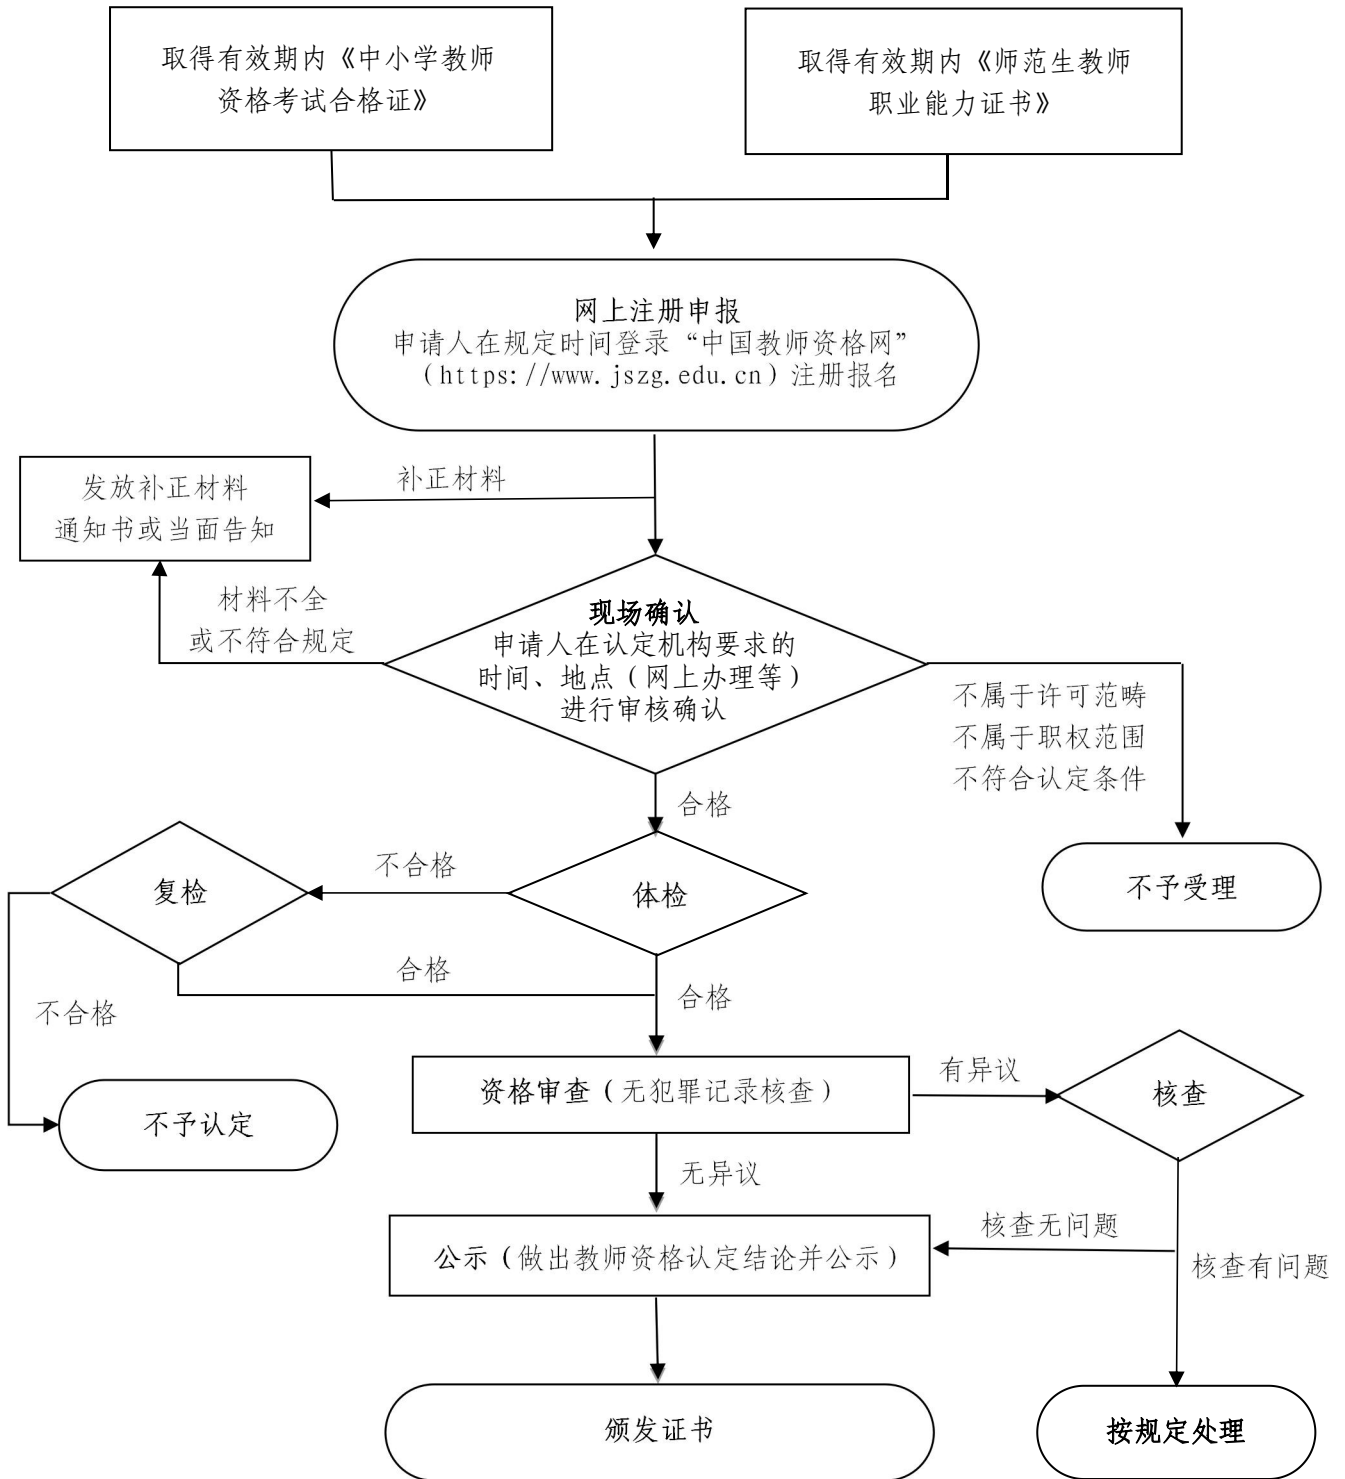 取得有效期内《中小学教师
资格考试合格证》
取得有效期内《师范生教师
职业能力证书》
网上注册申报
申请人在规定时间登录“中国教师资格网”
（https://www.jszg.edu.cn）注册报名
补正材料
发放补正材料
通知书或当面告知
材料不全
或不符合规定
现场确认
申请人在认定机构要求的
时间、地点（网上办理等）
进行审核确认
不属于许可范畴
不属于职权范围
不符合认定条件
合格
不合格
复检
体检
不予受理
合格
合格
不合格
资格审查（无犯罪记录核查）
有异议
核查
不予认定
无异议
核查无问题
公示（做出教师资格认定结论并公示）
核查有问题
颁发证书
按规定处理